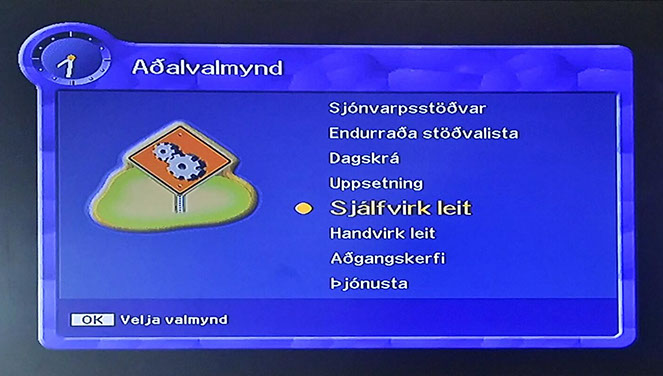 Aðalvalmynd
Sjónvarpsstöðvar
Endurraða stöðvalista
Dagskrá
Uppsetning
Sjálfvirk leit
Handvirk leit
Aðgangskerfi
Þjónusta
OK Velja valmynd